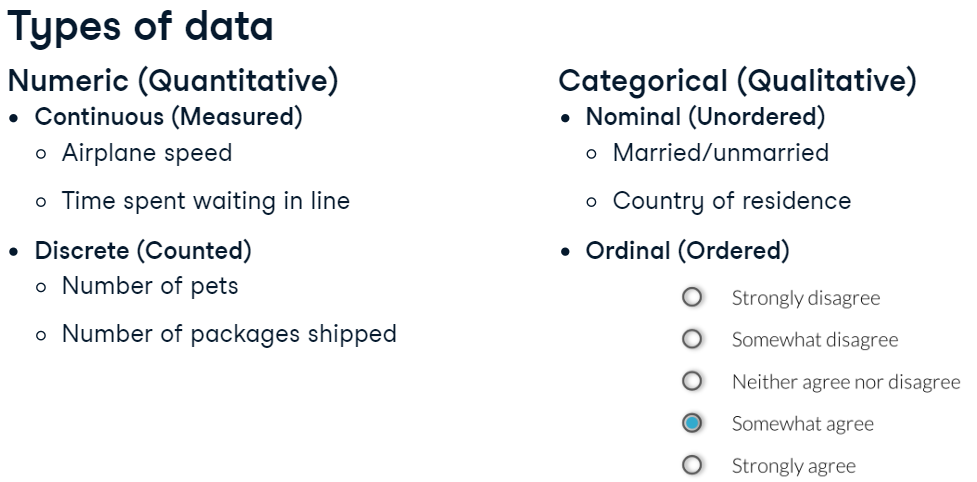 Types of data
Numeric (Quantitative)
• Continuous (Measured)
○ Airplane speed
○ Time spent waiting in line
• Discrete (Counted)
○ Number of pets
○ Number of packages shipped
Categorical (Qualitative)
• Nominal (Unordered)
○ Married/unmarried
○ Country of residence
• Ordinal (Ordered)
Strongly disagree
Somewhat disagree
Neither agree nor disagree
Somewhat agree
Strongly agree